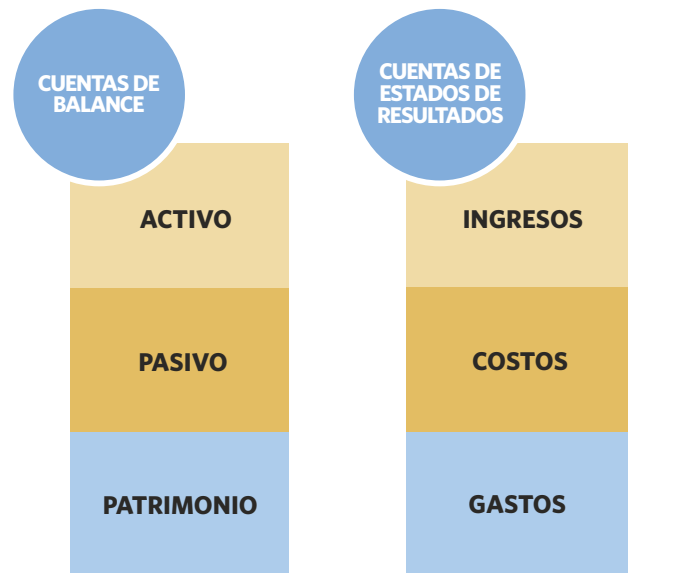 CUENTAS DE
BALANCE
ACTIVO
PASIVO
PATRIMONIO
CUENTAS DE
ESTADOS DE
RESULTADOS
INGRESOS
COSTOS
GASTOS